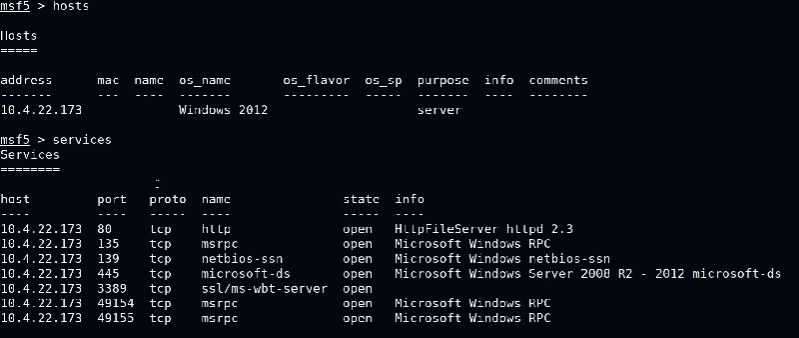 msf5 > hosts
Hosts
=====
address mac name os_name os_flavor os_sp purpose info comments
------- --- ---- ------- --------- ----- ------- ---- --------
10.4.22.173 Windows 2012 server
msf5 > services
Services
========
host port proto name state info
---- ---- ----- ---- ----- ----
10.4.22.173 80 tcp http open HttpFileServer httpd 2.3
10.4.22.173 135 tcp msrpc open Microsoft Windows RPC
10.4.22.173 139 tcp netbios-ssn open Microsoft Windows netbios-ssn
10.4.22.173 445 tcp microsoft-ds open Microsoft Windows Server 2008 R2 - 2012 microsoft-ds
10.4.22.173 3389 tcp ssl/ms-wbt-server open
10.4.22.173 49154 tcp msrpc open Microsoft Windows RPC
10.4.22.173 49155 tcp msrpc open Microsoft Windows RPC